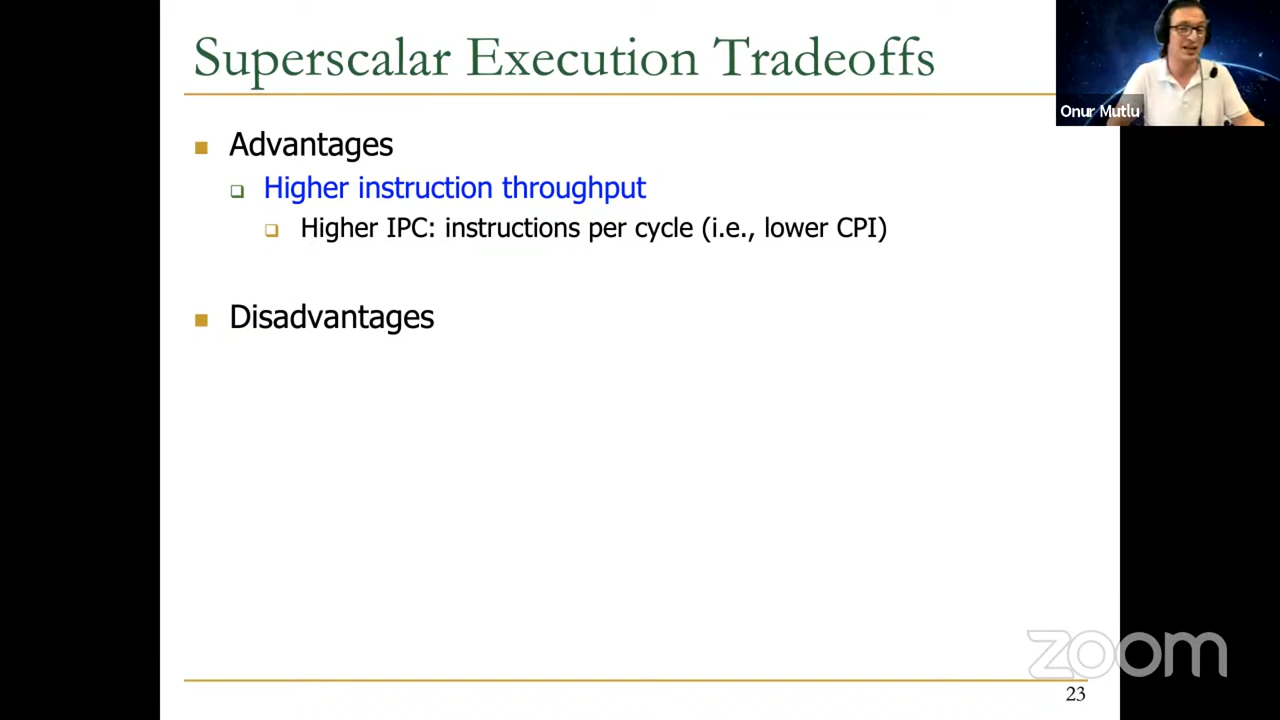 Superscalar Execution Tradeoffs
Onur Mutlu
Advantages
Higher instruction throughput
Higher IPC: instructions per cycle (i.e., lower CPI)
Disadvantages
zoom
23